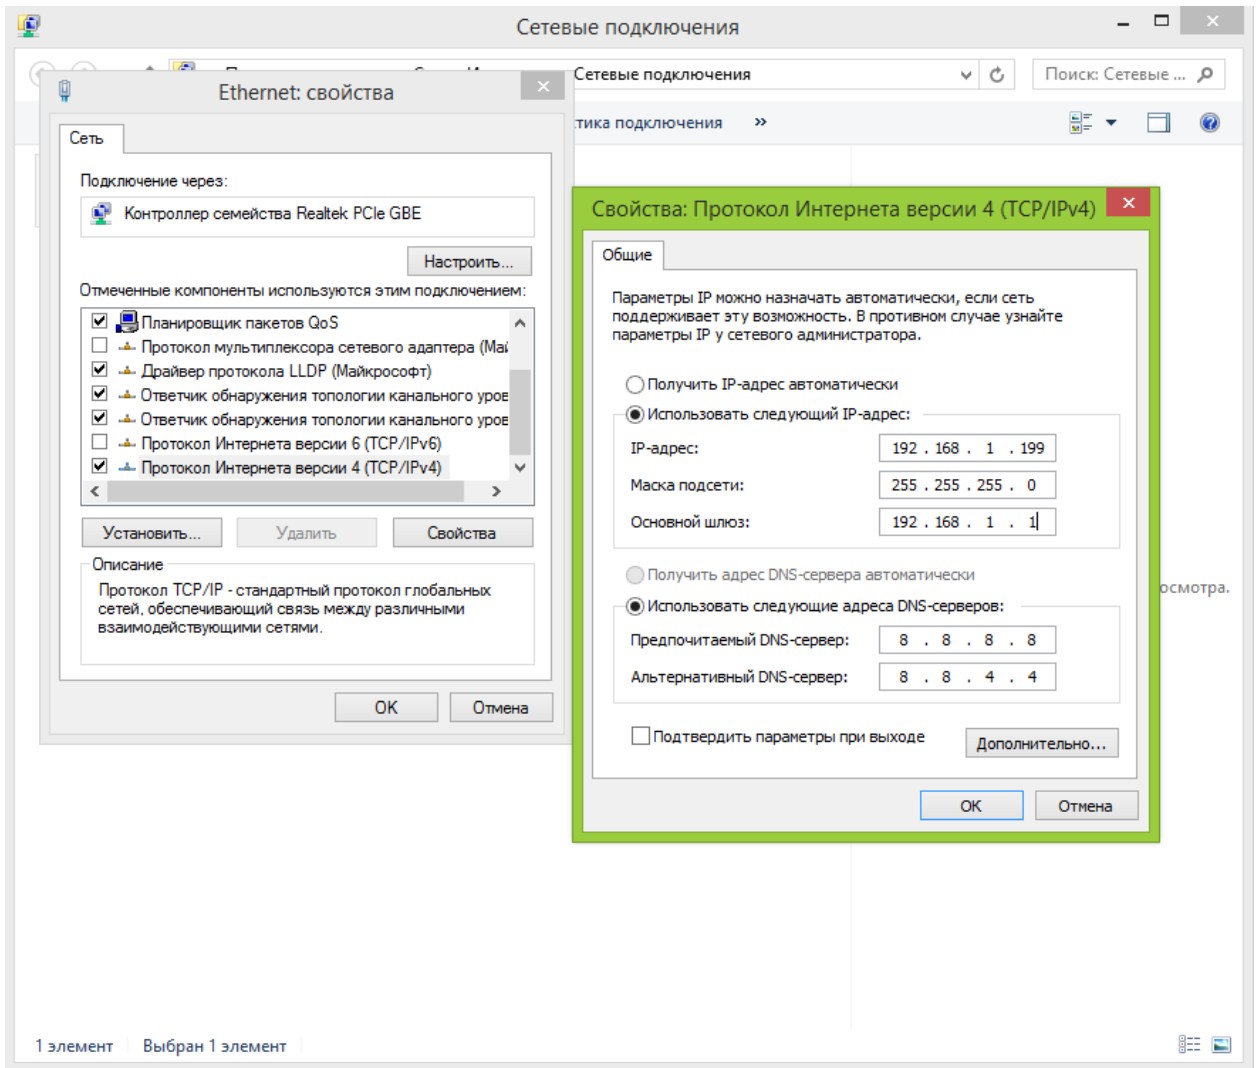 Сетевые подключения
Сетевые подключения
Поиск: Сетевые ...
тика подключения »
Ethernet: свойства
Сеть
Подключение через:
Контроллер семейства Realtek PCIe GBE
Настроить...
Отмеченные компоненты используются этим подключением:
Планировщик пакетов QoS
Протокол мультиплексора сетевого адаптера (Май
Драйвер протокола LLDP (Майкрософт)
Ответчик обнаружения топологии канального уров
Ответчик обнаружения топологии канального уров
Протокол Интернета версии 6 (TCP/IPv6)
Протокол Интернета версии 4 (TCP/IPv4)
Установить...
Удалить
Свойства
Описание
Протокол TCP/IP - стандартный протокол глобальных
сетей, обеспечивающий связь между различными
взаимодействующими сетями.
OK
Отмена
Свойства: Протокол Интернета версии 4 (TCP/IPv4)
Общие
Параметры IP можно назначать автоматически, если сеть
поддерживает эту возможность. В противном случае узнайте
параметры IP у сетевого администратора.
Получить IP-адрес автоматически
Использовать следующий IP-адрес:
IP-адрес: 192 . 168 . 1 . 199
Маска подсети: 255 . 255 . 255 . 0
Основной шлюз: 192 . 168 . 1 . 1
Получить адрес DNS-сервера автоматически
Использовать следующие адреса DNS-серверов:
Предпочитаемый DNS-сервер: 8 . 8 . 8 . 8
Альтернативный DNS-сервер: 8 . 8 . 4 . 4
Подтвердить параметры при выходе
Дополнительно...
OK
Отмена
осмотра.
1 элемент
Выбран 1 элемент